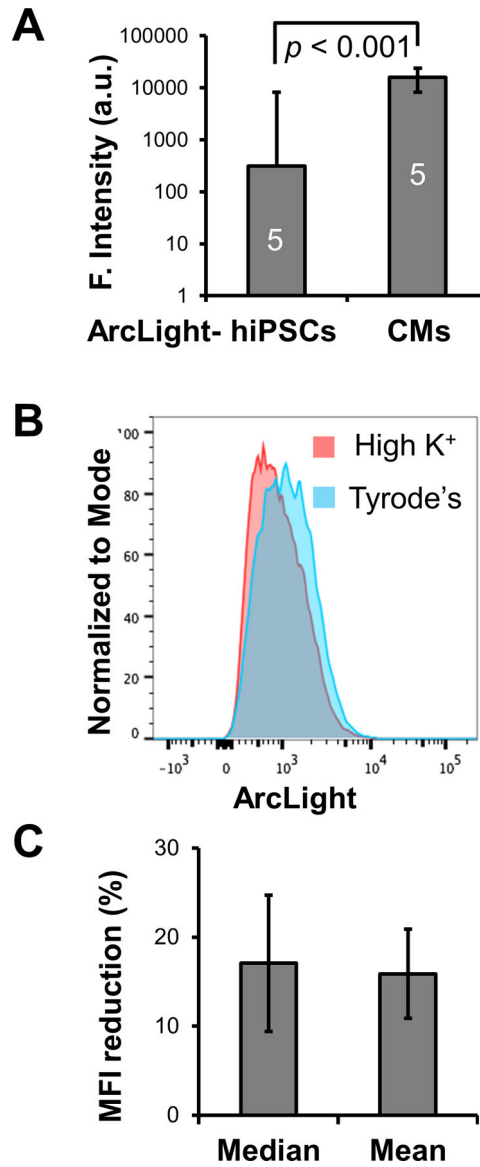 A
F. Intensity (a.u.)
100000
10000
1000
100
10
1
p < 0.001
5
5
ArcLight- hiPSCs
CMs
B
Normalized to Mode
100
80
60
40
20
0
High K+
Tyrode's
-10³
0
10³
10⁴
10⁵
ArcLight
C
MFI reduction (%)
30
20
10
0
Median
Mean